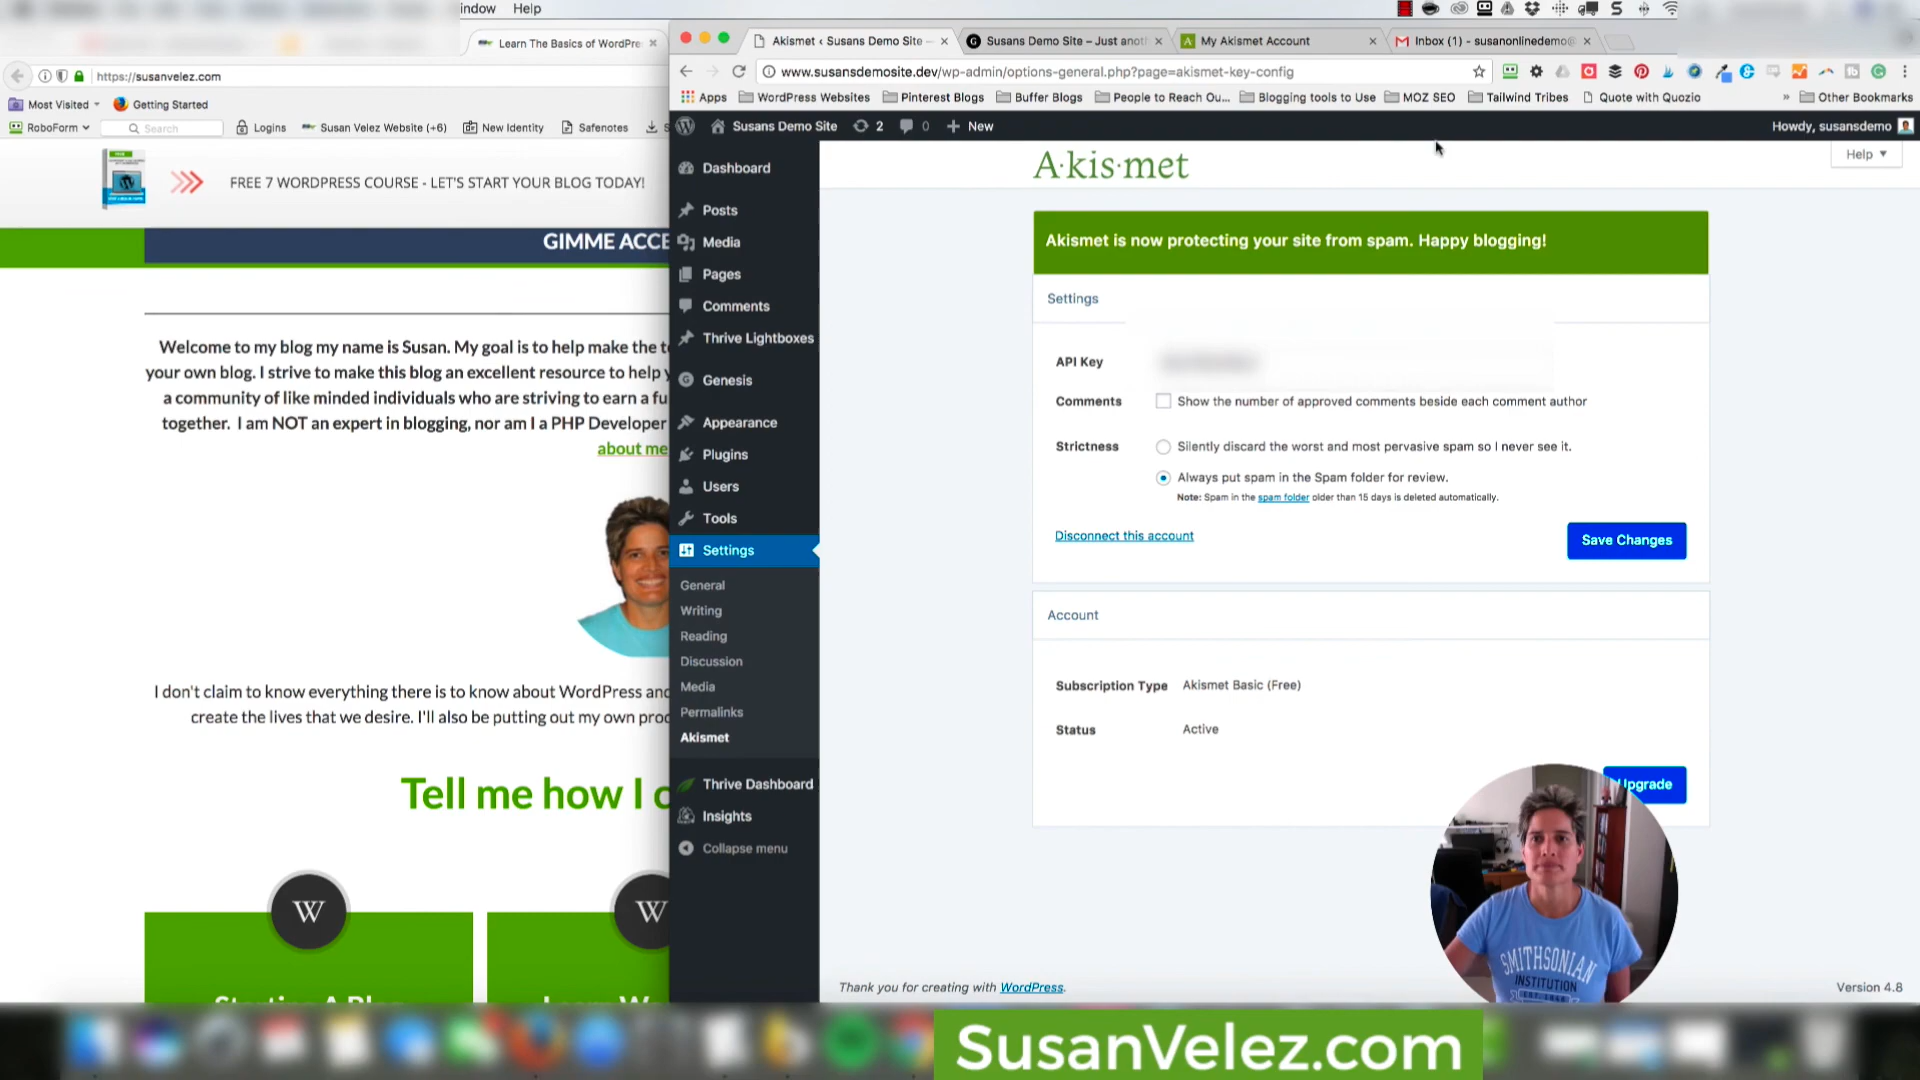 indow Help
Learn The Basics of WordPre
https://susanvelez.com
Most Visited Getting Started
RoboForm Search Logins Susan Velez Website (+6) New Identity Safenotes S
FREE 7 WORDPRESS COURSE - LET'S START YOUR BLOG TODAY!
GIMME ACCE
Welcome to my blog my name is Susan. My goal is to help make the t
your own blog. I strive to make this blog an excellent resource to help y
a community of like minded individuals who are striving to earn a fu
together. I am NOT an expert in blogging, nor am I a PHP Developer
about me
I don't claim to know everything there is to know about WordPress and
create the lives that we desire. I'll also be putting out my own pro
Tell me how I c
W
W
Starting A Blog
Learn W
Akismet ‹ Susans Demo Site –
Susans Demo Site – Just anot
My Akismet Account
Inbox (1) - susanonlinedemo@
www.susansdemosite.dev/wp-admin/options-general.php?page=akismet-key-config
Apps WordPress Websites Pinterest Blogs Buffer Blogs People to Reach Ou... Blogging tools to Use MOZ SEO Tailwind Tribes Quote with Quozio » Other Bookmarks
Susans Demo Site 2 0 + New Howdy, susansdemo
Dashboard
Posts
Media
Pages
Comments
Thrive Lightboxes
Genesis
Appearance
Plugins
Users
Tools
Settings
General
Writing
Reading
Discussion
Media
Permalinks
Akismet
Thrive Dashboard
Insights
Collapse menu
A·kis·met
Help
Akismet is now protecting your site from spam. Happy blogging!
Settings
API Key
Comments Show the number of approved comments beside each comment author
Strictness Silently discard the worst and most pervasive spam so I never see it.
Always put spam in the Spam folder for review.
Note: Spam in the spam folder older than 15 days is deleted automatically.
Disconnect this account
Save Changes
Account
Subscription Type Akismet Basic (Free)
Status Active
Upgrade
SMITHSONIAN
INSTITUTION
Thank you for creating with WordPress.
Version 4.8
SusanVelez.com